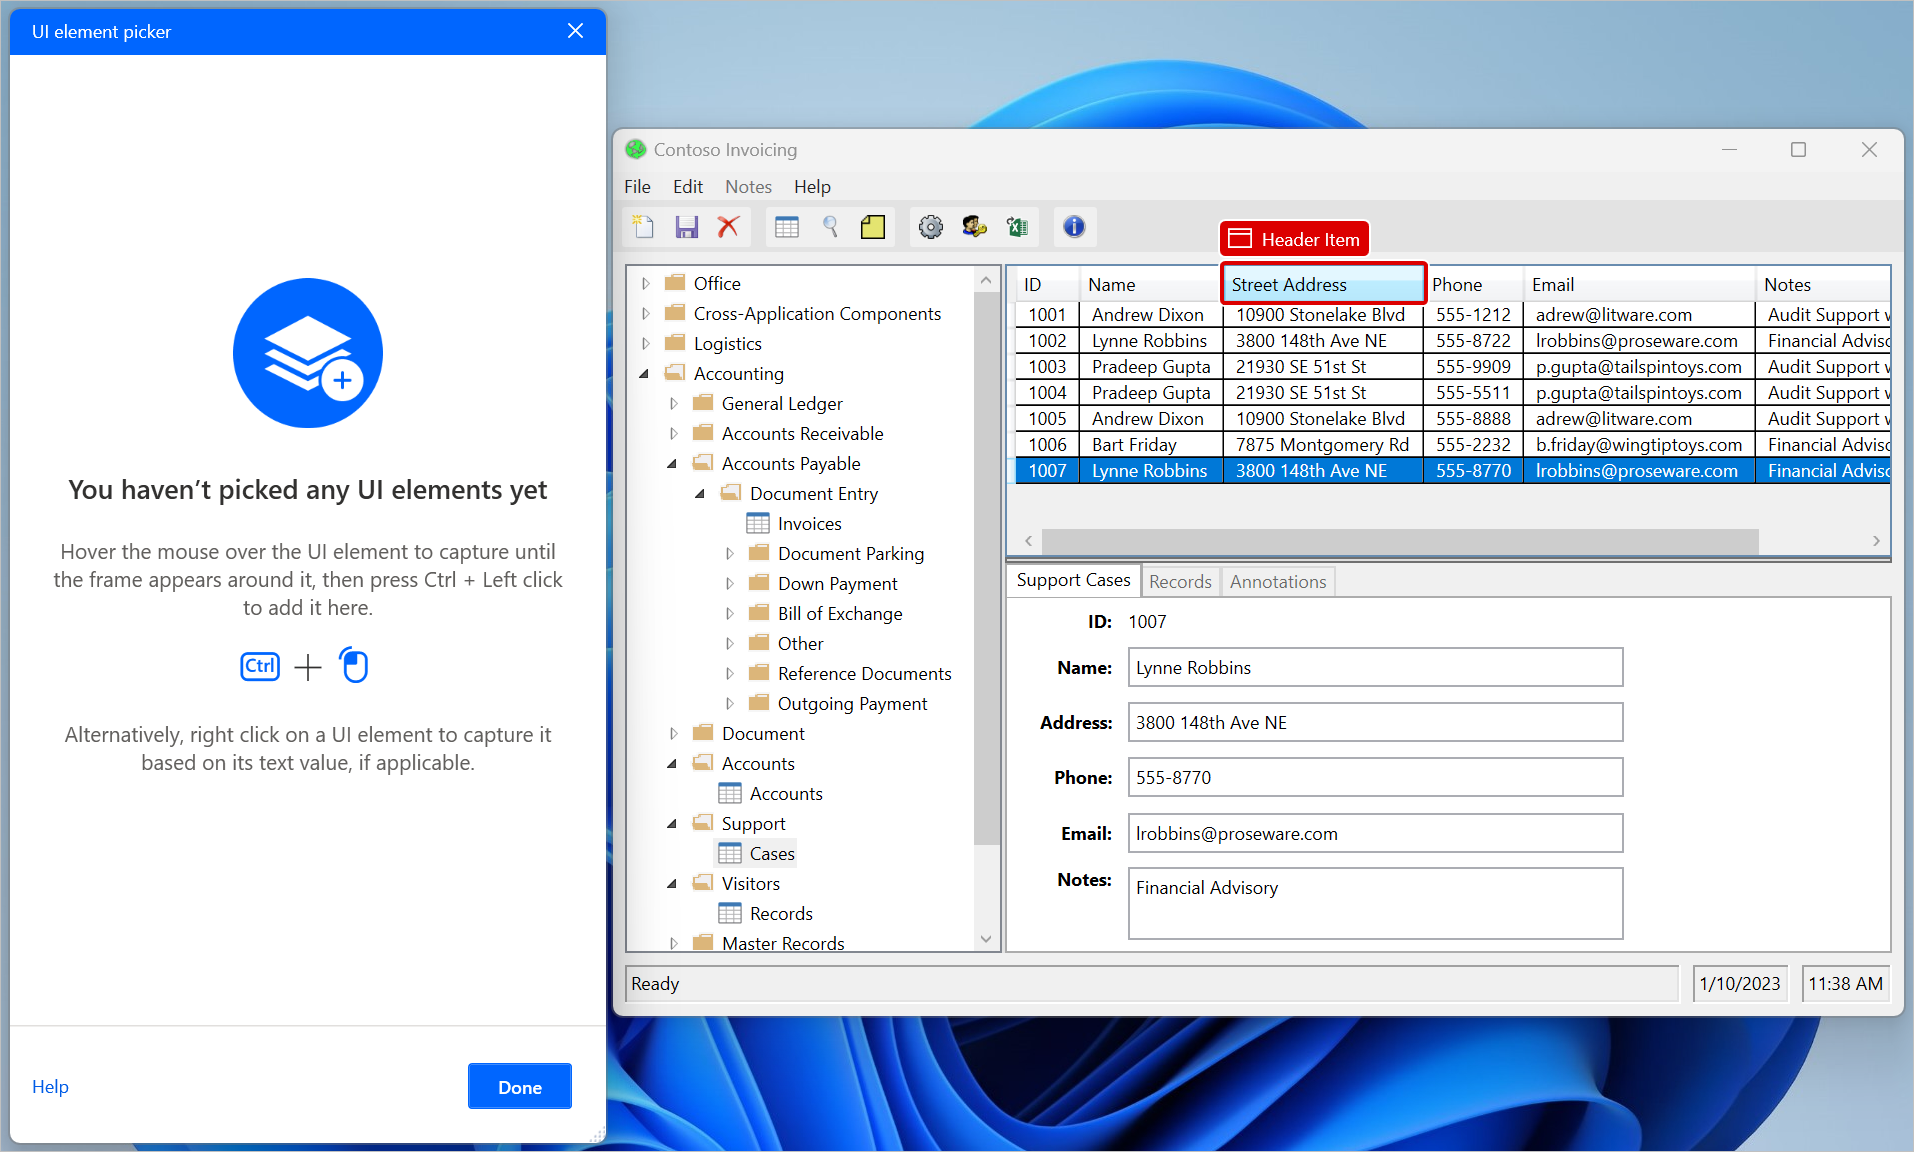 UI element picker
You haven’t picked any UI elements yet
Hover the mouse over the UI element to capture until
the frame appears around it, then press Ctrl + Left click
to add it here.
Ctrl
Alternatively, right click on a UI element to capture it
based on its text value, if applicable.
Help
Done
Contoso Invoicing
File Edit Notes Help
Header Item
Office
Cross-Application Components
Logistics
Accounting
General Ledger
Accounts Receivable
Accounts Payable
Document Entry
Invoices
Document Parking
Down Payment
Bill of Exchange
Other
Reference Documents
Outgoing Payment
Document
Accounts
Accounts
Support
Cases
Visitors
Records
Master Records
ID Name Street Address Phone Email Notes
1001 Andrew Dixon 10900 Stonelake Blvd 555-1212 adrew@litware.com Audit Support w
1002 Lynne Robbins 3800 148th Ave NE 555-8722 lrobbins@proseware.com Financial Adviso
1003 Pradeep Gupta 21930 SE 51st St 555-9909 p.gupta@tailspintoys.com Audit Support w
1004 Pradeep Gupta 21930 SE 51st St 555-5511 p.gupta@tailspintoys.com Audit Support w
1005 Andrew Dixon 10900 Stonelake Blvd 555-8888 adrew@litware.com Audit Support w
1006 Bart Friday 7875 Montgomery Rd 555-2232 b.friday@wingtiptoys.com Financial Adviso
1007 Lynne Robbins 3800 148th Ave NE 555-8770 lrobbins@proseware.com Financial Adviso
Support Cases Records Annotations
ID: 1007
Name: Lynne Robbins
Address: 3800 148th Ave NE
Phone: 555-8770
Email: lrobbins@proseware.com
Notes: Financial Advisory
Ready 1/10/2023 11:38 AM